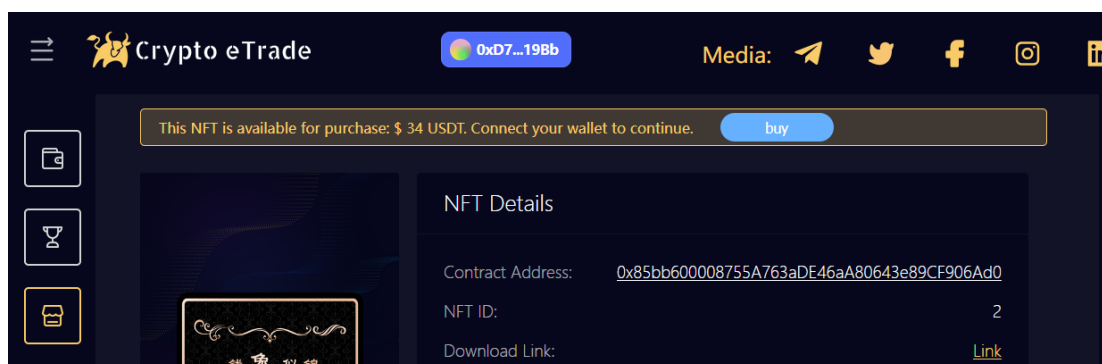 Crypto eTrade
0xD7...19Bb
Media:
This NFT is available for purchase: $ 34 USDT. Connect your wallet to continue.
buy
NFT Details
Contract Address: 0x85bb600008755A763aDE46aA80643e89CF906Ad0
NFT ID: 2
Download Link: Link